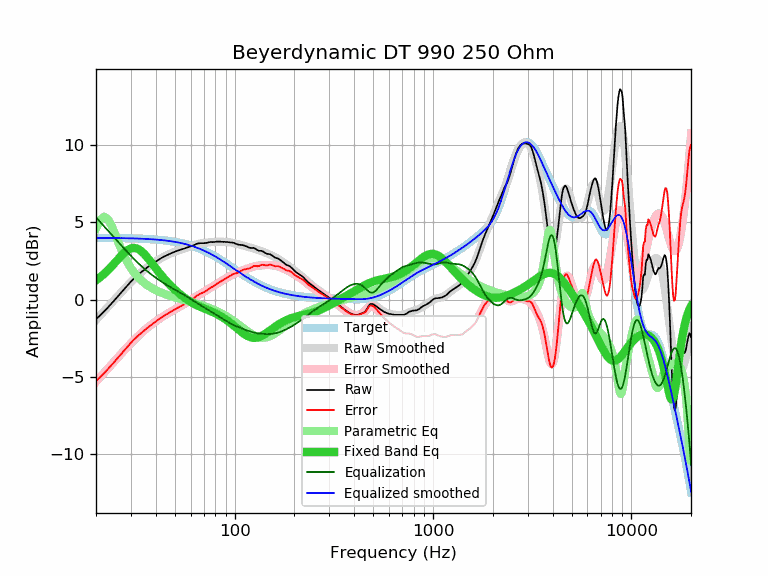 Beyerdynamic DT 990 250 Ohm
10
5
0
−5
−10
Amplitude (dBr)
Target
Raw Smoothed
Error Smoothed
Raw
Error
Parametric Eq
Fixed Band Eq
Equalization
Equalized smoothed
100 1000 10000
Frequency (Hz)